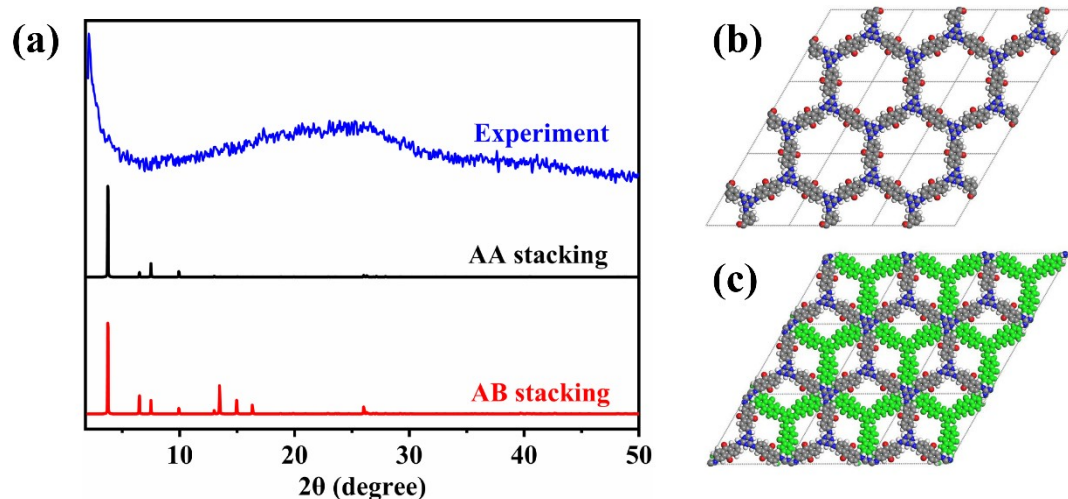 (a)
Experiment
AA stacking
AB stacking
10 20 30 40 50
2θ (degree)
(b)
(c)